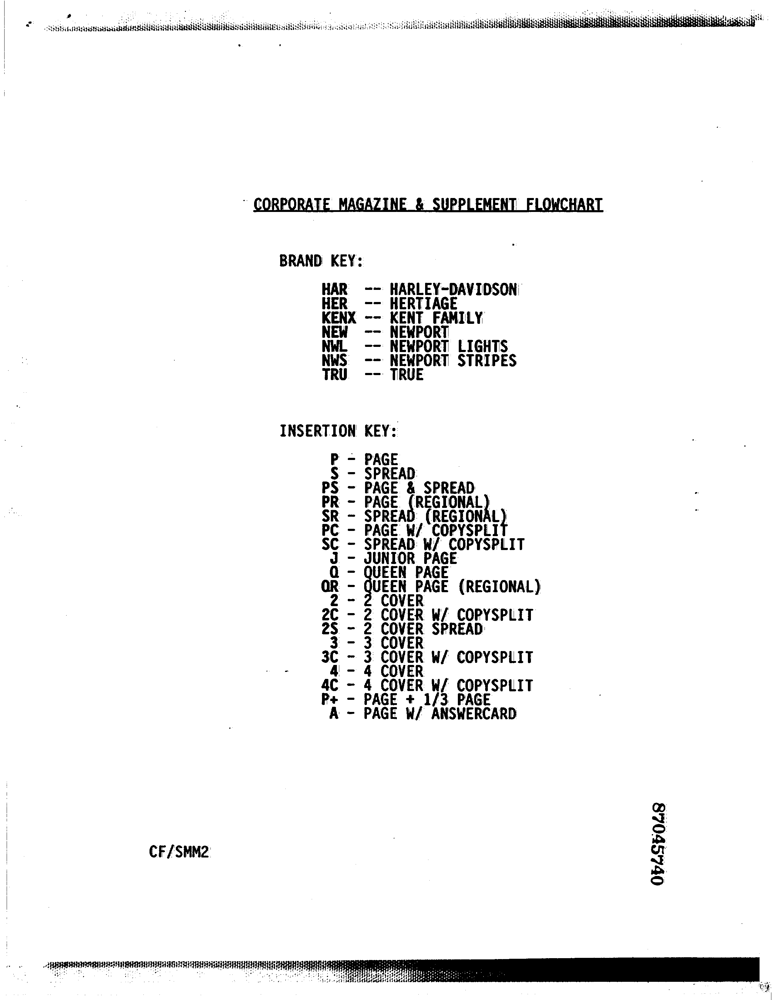 CORPORATE MAGAZINE & SUPPLEMENT FLOWCHART
BRAND KEY:
HAR -- HARLEY-DAVIDSON
HER -- HERTIAGE
KENX -- KENT FAMILY
NEW -- NEWPORT
NWL -- NEWPORT LIGHTS
NWS -- NEWPORT STRIPES
TRU -- TRUE
INSERTION KEY:
P - PAGE
S - SPREAD
PS - PAGE & SPREAD
PR - PAGE (REGIONAL)
SR - SPREAD (REGIONAL)
PC - PAGE W/ COPYSPLIT
SC - SPREAD W/ COPYSPLIT
J - JUNIOR PAGE
Q - QUEEN PAGE
QR - QUEEN PAGE (REGIONAL)
2 - 2 COVER
2C - 2 COVER W/ COPYSPLIT
2S - 2 COVER SPREAD
3 - 3 COVER
3C - 3 COVER W/ COPYSPLIT
4 - 4 COVER
4C - 4 COVER W/ COPYSPLIT
P+ - PAGE + 1/3 PAGE
A - PAGE W/ ANSWERCARD
CF/SMM2
87045740